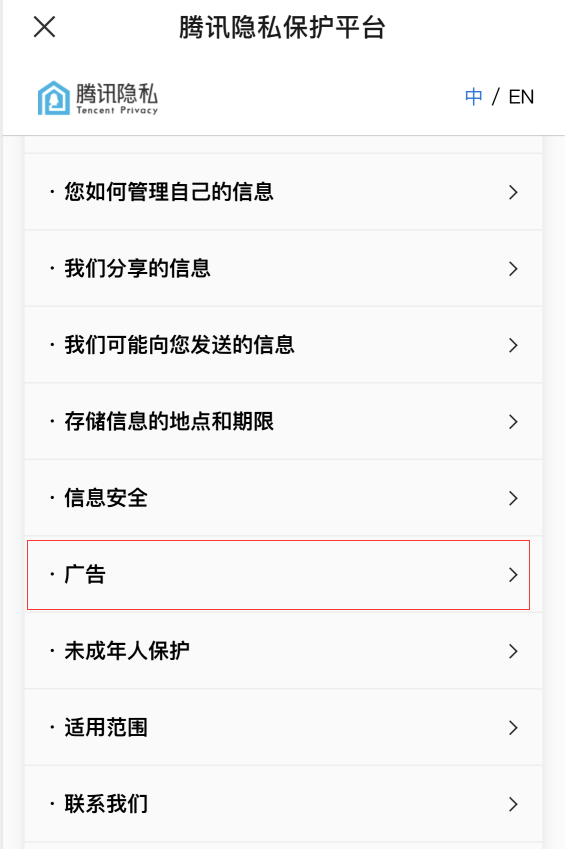 腾讯隐私保护平台
腾讯隐私
Tencent Privacy
中 / EN
· 您如何管理自己的信息
· 我们分享的信息
· 我们可能向您发送的信息
· 存储信息的地点和期限
· 信息安全
· 广告
· 未成年人保护
· 适用范围
· 联系我们